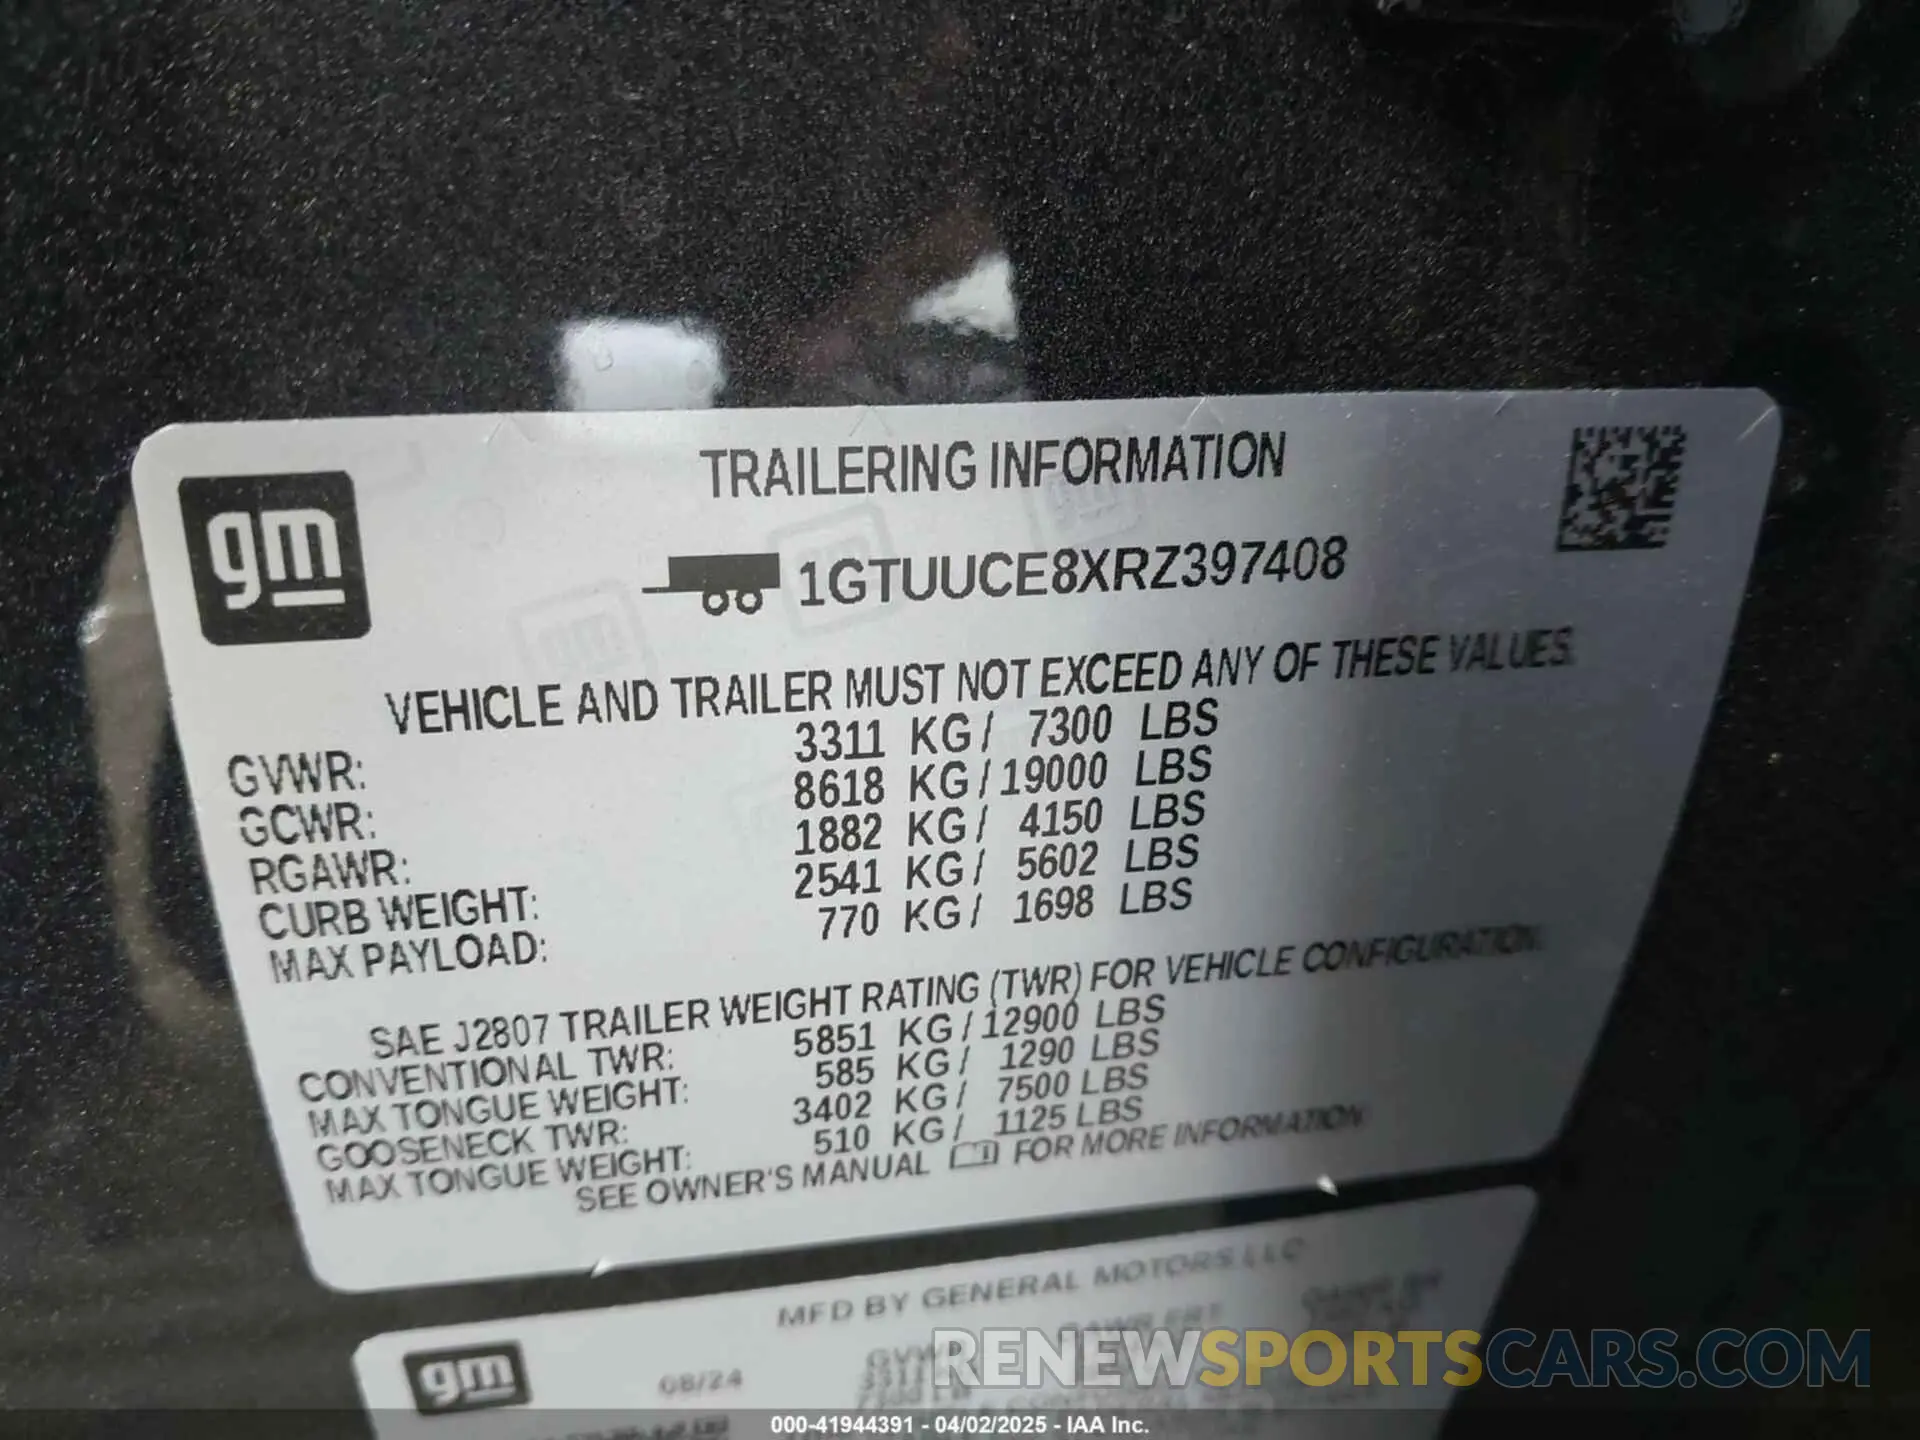 gm
TRAILERING INFORMATION
1GTUUCE8XRZ397408
VEHICLE AND TRAILER MUST NOT EXCEED ANY OF THESE VALUES.
GVWR: 3311 KG / 7300 LBS
GCWR: 8618 KG / 19000 LBS
RGAWR: 1882 KG / 4150 LBS
CURB WEIGHT: 2541 KG / 5602 LBS
MAX PAYLOAD: 770 KG / 1698 LBS
SAE J2807 TRAILER WEIGHT RATING (TWR) FOR VEHICLE CONFIGURATION.
CONVENTIONAL TWR: 5851 KG / 12900 LBS
MAX TONGUE WEIGHT: 585 KG / 1290 LBS
GOOSENECK TWR: 3402 KG / 7500 LBS
MAX TONGUE WEIGHT: 510 KG / 1125 LBS
SEE OWNER'S MANUAL FOR MORE INFORMATION
MFD BY GENERAL MOTORS LLC
gm
08/24
RENEWSPORTSCARS.COM
000-41944391 - 04/02/2025 - IAA Inc.